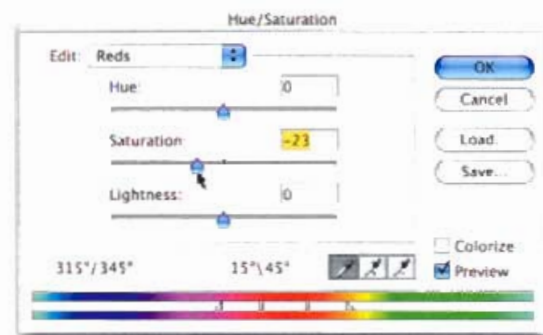 Hue/Saturation
Edit: Reds
OK
Hue: 0
Cancel
Saturation: -23
Load...
Save...
Lightness: 0
Colorize
315°/345° 15°\45°
Preview